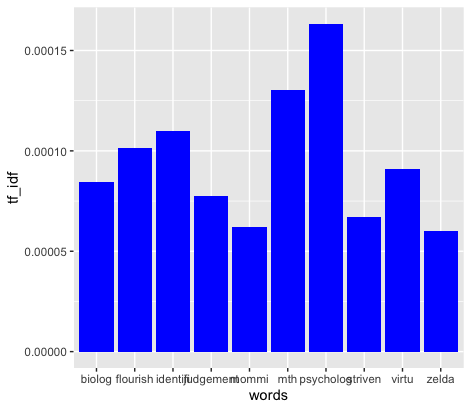 tf_idf
0.00015
0.00010
0.00005
0.00000
biolog flourish identifi judgement mommi mth psycholog striven virtu zelda
words